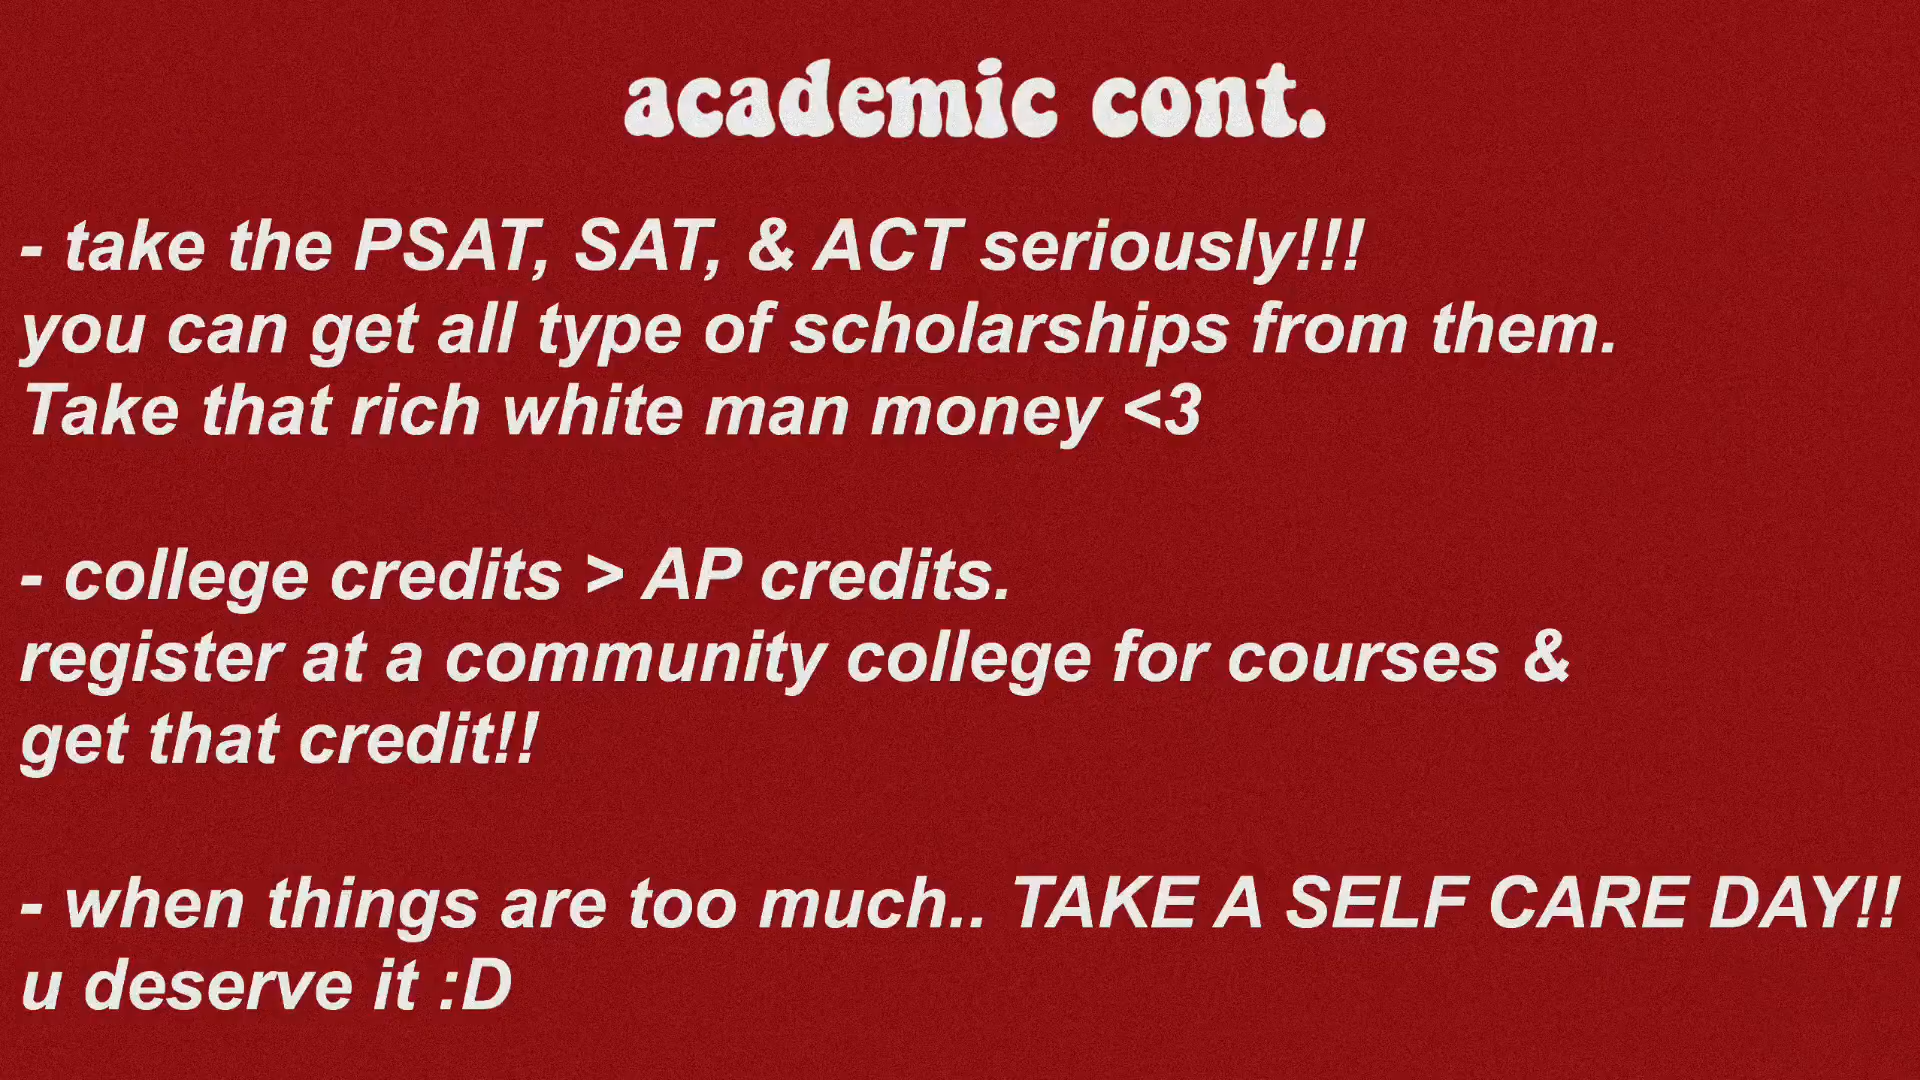 academic cont.
- take the PSAT, SAT, & ACT seriously!!!
you can get all type of scholarships from them.
Take that rich white man money <3
- college credits > AP credits.
register at a community college for courses &
get that credit!!
- when things are too much.. TAKE A SELF CARE DAY!!
u deserve it :D